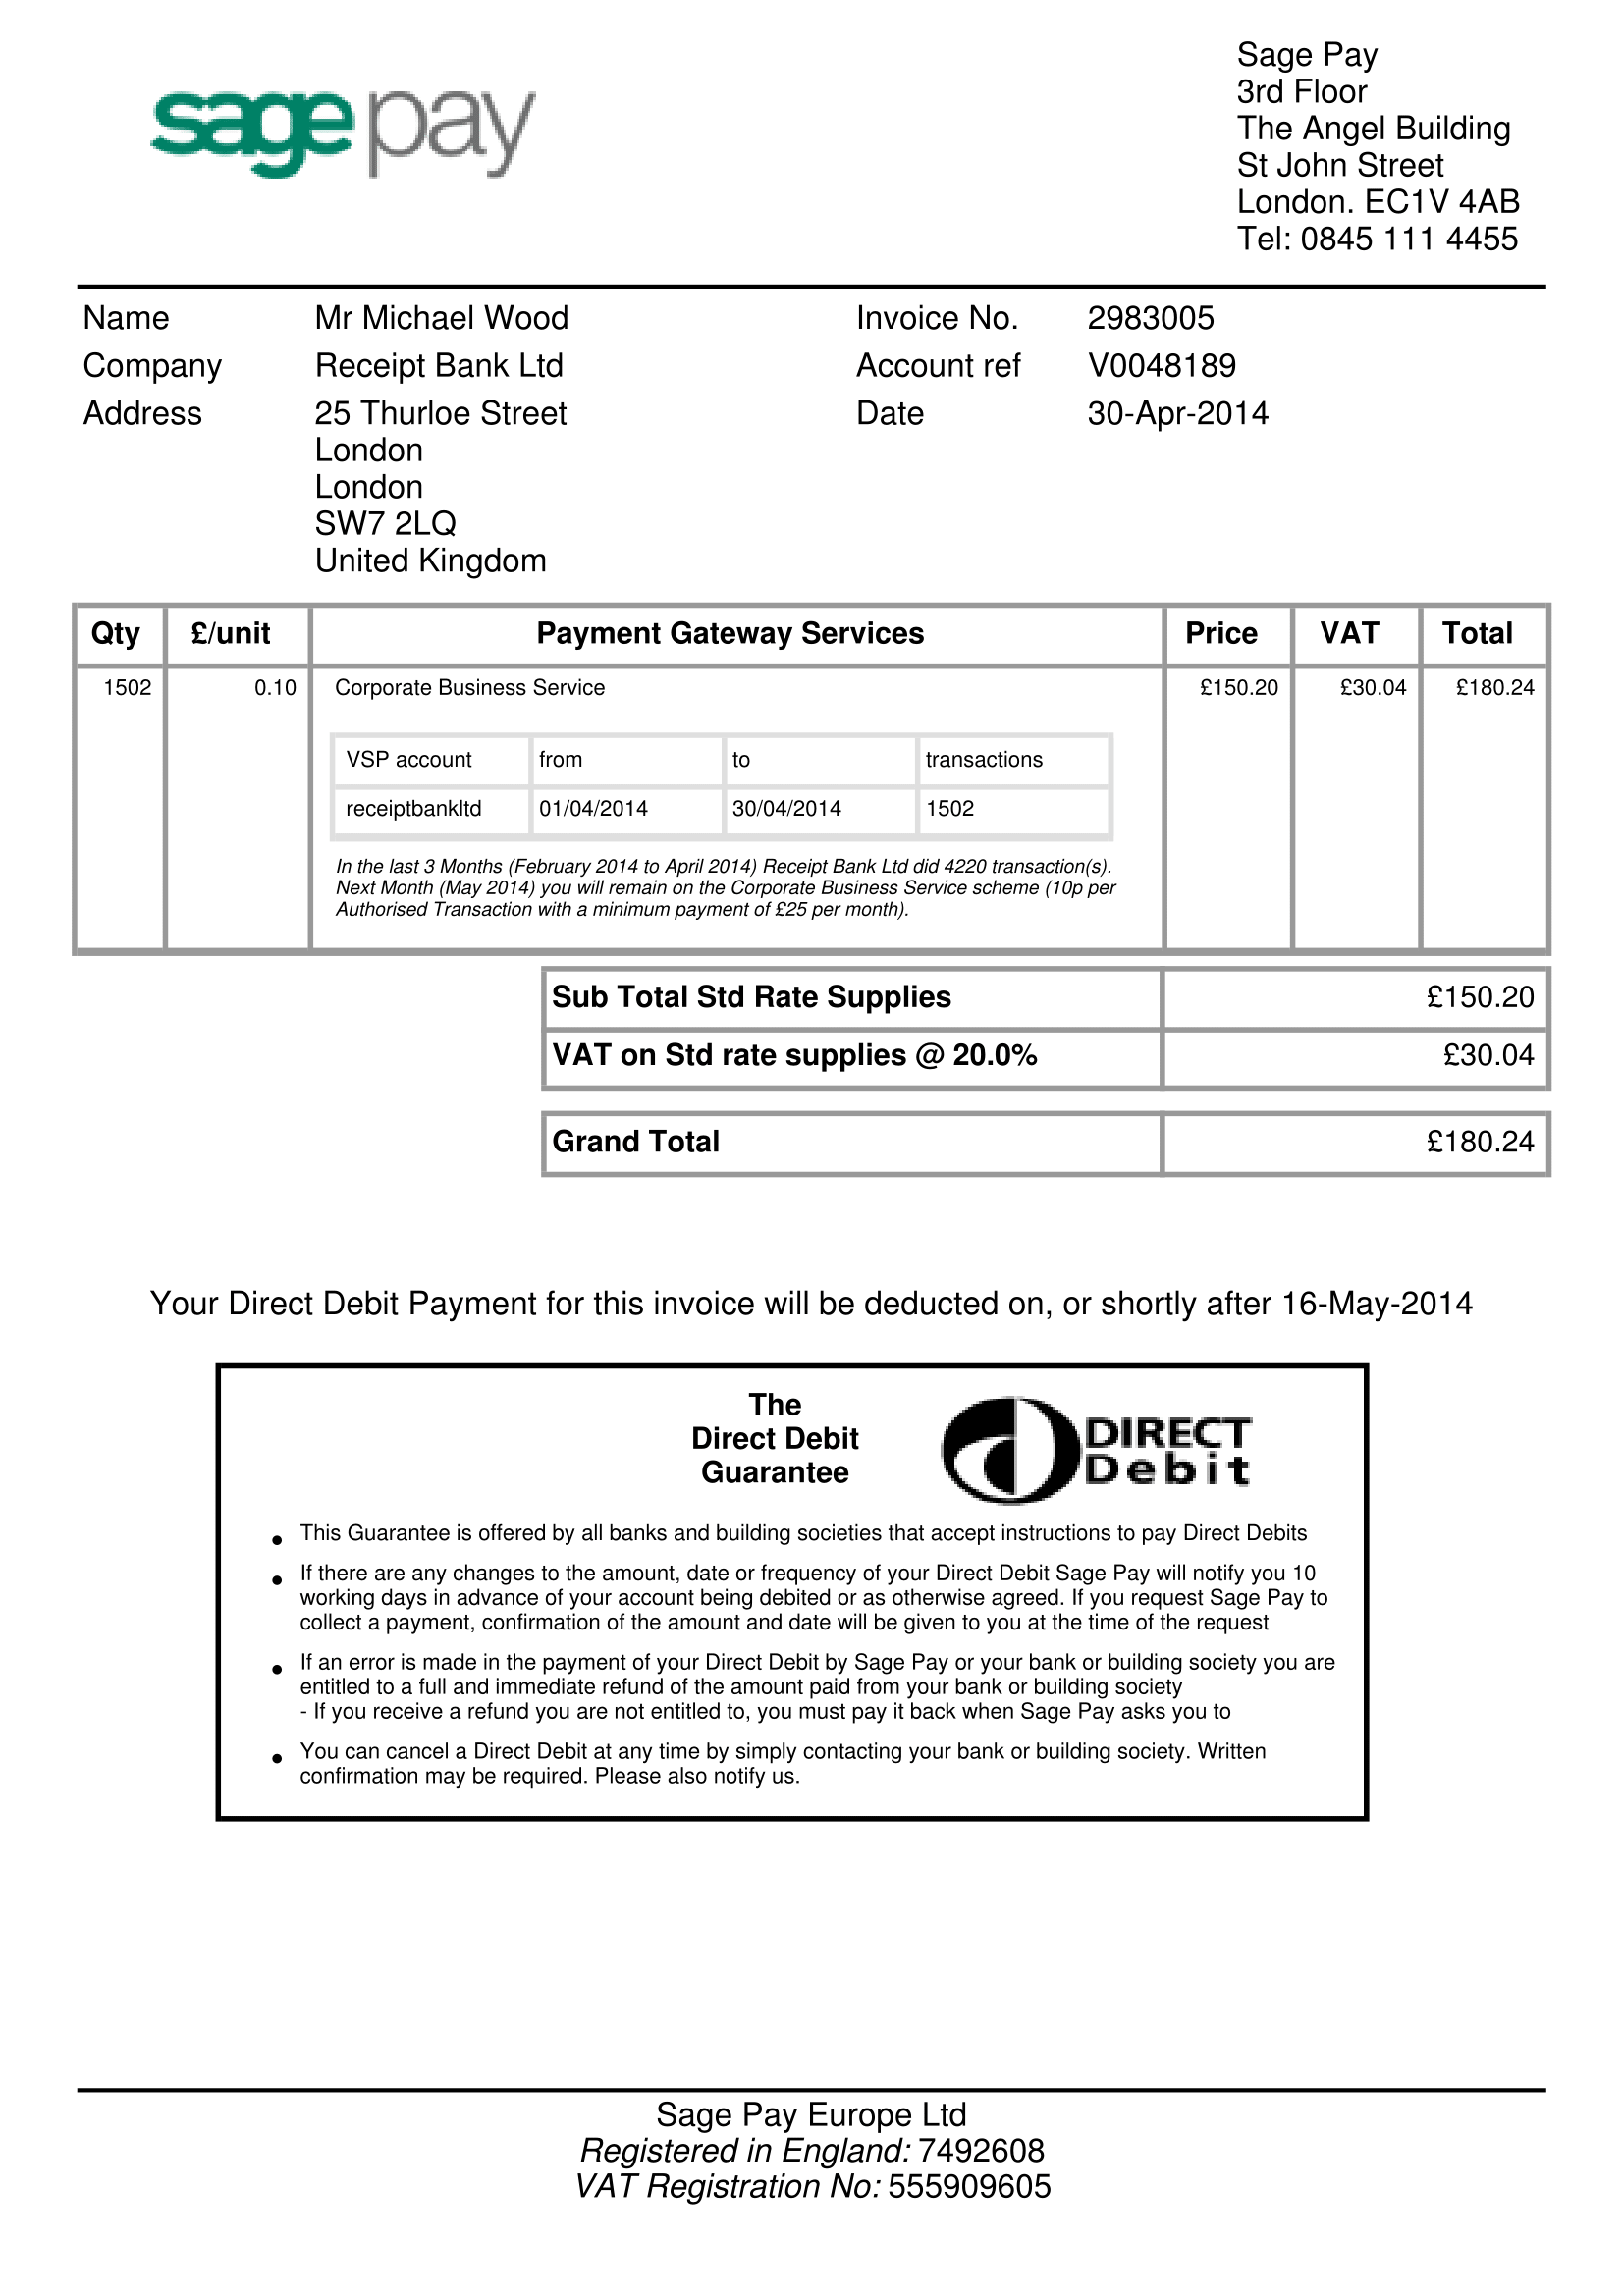 sage pay
Sage Pay
3rd Floor
The Angel Building
St John Street
London. EC1V 4AB
Tel: 0845 111 4455
Name Mr Michael Wood Invoice No. 2983005
Company Receipt Bank Ltd Account ref V0048189
Address 25 Thurloe Street Date 30-Apr-2014
London
London
SW7 2LQ
United Kingdom
Qty £/unit Payment Gateway Services Price VAT Total
1502 0.10 Corporate Business Service £150.20 £30.04 £180.24
VSP account from to transactions
receiptbankltd 01/04/2014 30/04/2014 1502
In the last 3 Months (February 2014 to April 2014) Receipt Bank Ltd did 4220 transaction(s).
Next Month (May 2014) you will remain on the Corporate Business Service scheme (10p per
Authorised Transaction with a minimum payment of £25 per month).
Sub Total Std Rate Supplies £150.20
VAT on Std rate supplies @ 20.0% £30.04
Grand Total £180.24
Your Direct Debit Payment for this invoice will be deducted on, or shortly after 16-May-2014
The
Direct Debit
Guarantee
DIRECT
Debit
• This Guarantee is offered by all banks and building societies that accept instructions to pay Direct Debits
• If there are any changes to the amount, date or frequency of your Direct Debit Sage Pay will notify you 10
working days in advance of your account being debited or as otherwise agreed. If you request Sage Pay to
collect a payment, confirmation of the amount and date will be given to you at the time of the request
• If an error is made in the payment of your Direct Debit by Sage Pay or your bank or building society you are
entitled to a full and immediate refund of the amount paid from your bank or building society
- If you receive a refund you are not entitled to, you must pay it back when Sage Pay asks you to
• You can cancel a Direct Debit at any time by simply contacting your bank or building society. Written
confirmation may be required. Please also notify us.
Sage Pay Europe Ltd
Registered in England: 7492608
VAT Registration No: 555909605